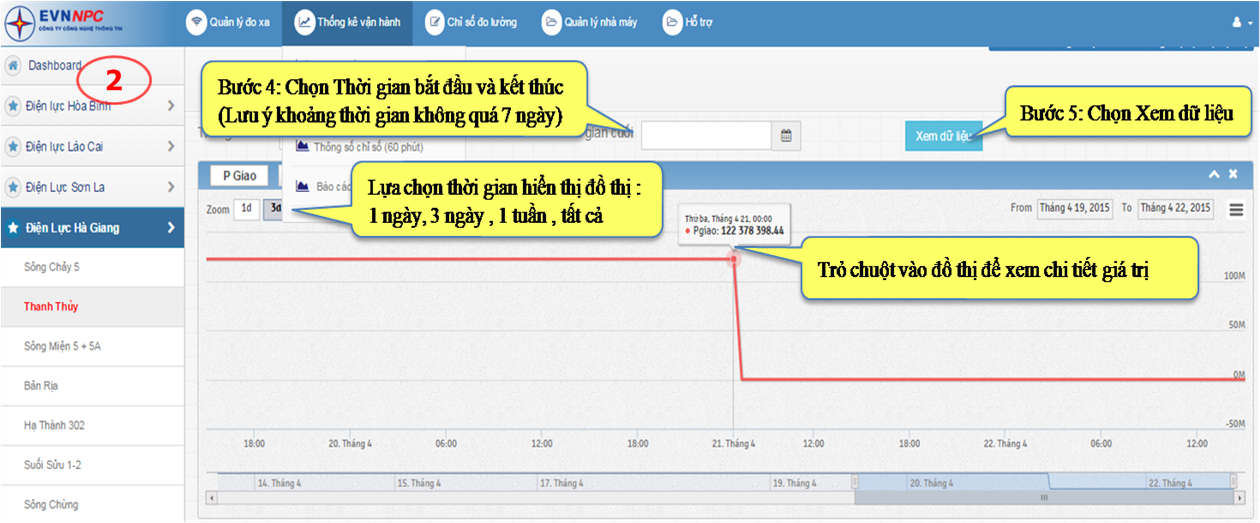 EVNNPC
CÔNG TY CÔNG NGHỆ THÔNG TIN
Quản lý đo xa
Thống kê vận hành
Chỉ số đo lường
Quản lý nhà máy
Hỗ trợ
Dashboard
2
Điện lực Hòa Bình
Điện lực Lào Cai
Điện Lực Sơn La
Điện Lực Hà Giang
Sông Chảy 5
Thanh Thủy
Sông Miện 5 + 5A
Bản Rịa
Hạ Thành 302
Suối Sửu 1-2
Sông Chừng
Bước 4: Chọn Thời gian bắt đầu và kết thúc
(Lưu ý khoảng thời gian không quá 7 ngày)
gian cuối
Xem dữ liệu
Bước 5: Chọn Xem dữ liệu
Thông số chỉ số (60 phút)
Báo cáo
P Giao
Lựa chọn thời gian hiển thị đồ thị :
1 ngày, 3 ngày , 1 tuần , tất cả
Zoom 1d 3d
From Tháng 4 19, 2015 To Tháng 4 22, 2015
Thứ ba, Tháng 4 21, 00:00
Pgiao: 122 378 398.44
Trỏ chuột vào đồ thị để xem chi tiết giá trị
100M
50M
0M
-50M
18:00 20. Tháng 4 06:00 12:00 18:00 21. Tháng 4 12:00 18:00 22. Tháng 4 06:00 12:00
14. Tháng 4 15. Tháng 4 17. Tháng 4 19. Tháng 4 20. Tháng 4 22. Tháng 4